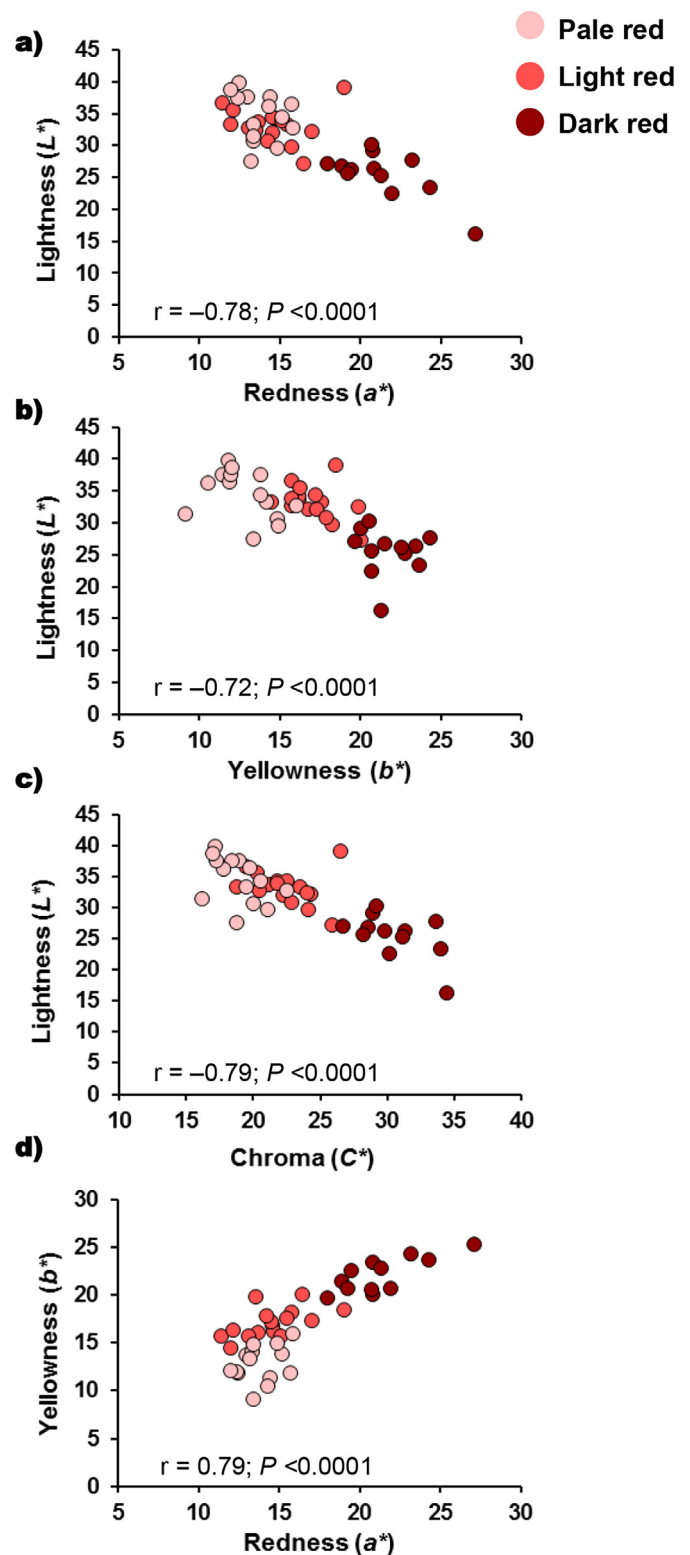 a)
Pale red
Light red
Dark red
45
40
35
30
25
20
15
10
5
0
Lightness (L*)
r = –0.78; P <0.0001
5 10 15 20 25 30
Redness (a*)
b)
45
40
35
30
25
20
15
10
5
0
Lightness (L*)
r = –0.72; P <0.0001
5 10 15 20 25 30
Yellowness (b*)
c)
45
40
35
30
25
20
15
10
5
0
Lightness (L*)
r = –0.79; P <0.0001
10 15 20 25 30 35 40
Chroma (C*)
d)
30
25
20
15
10
5
0
Yellowness (b*)
r = 0.79; P <0.0001
5 10 15 20 25 30
Redness (a*)